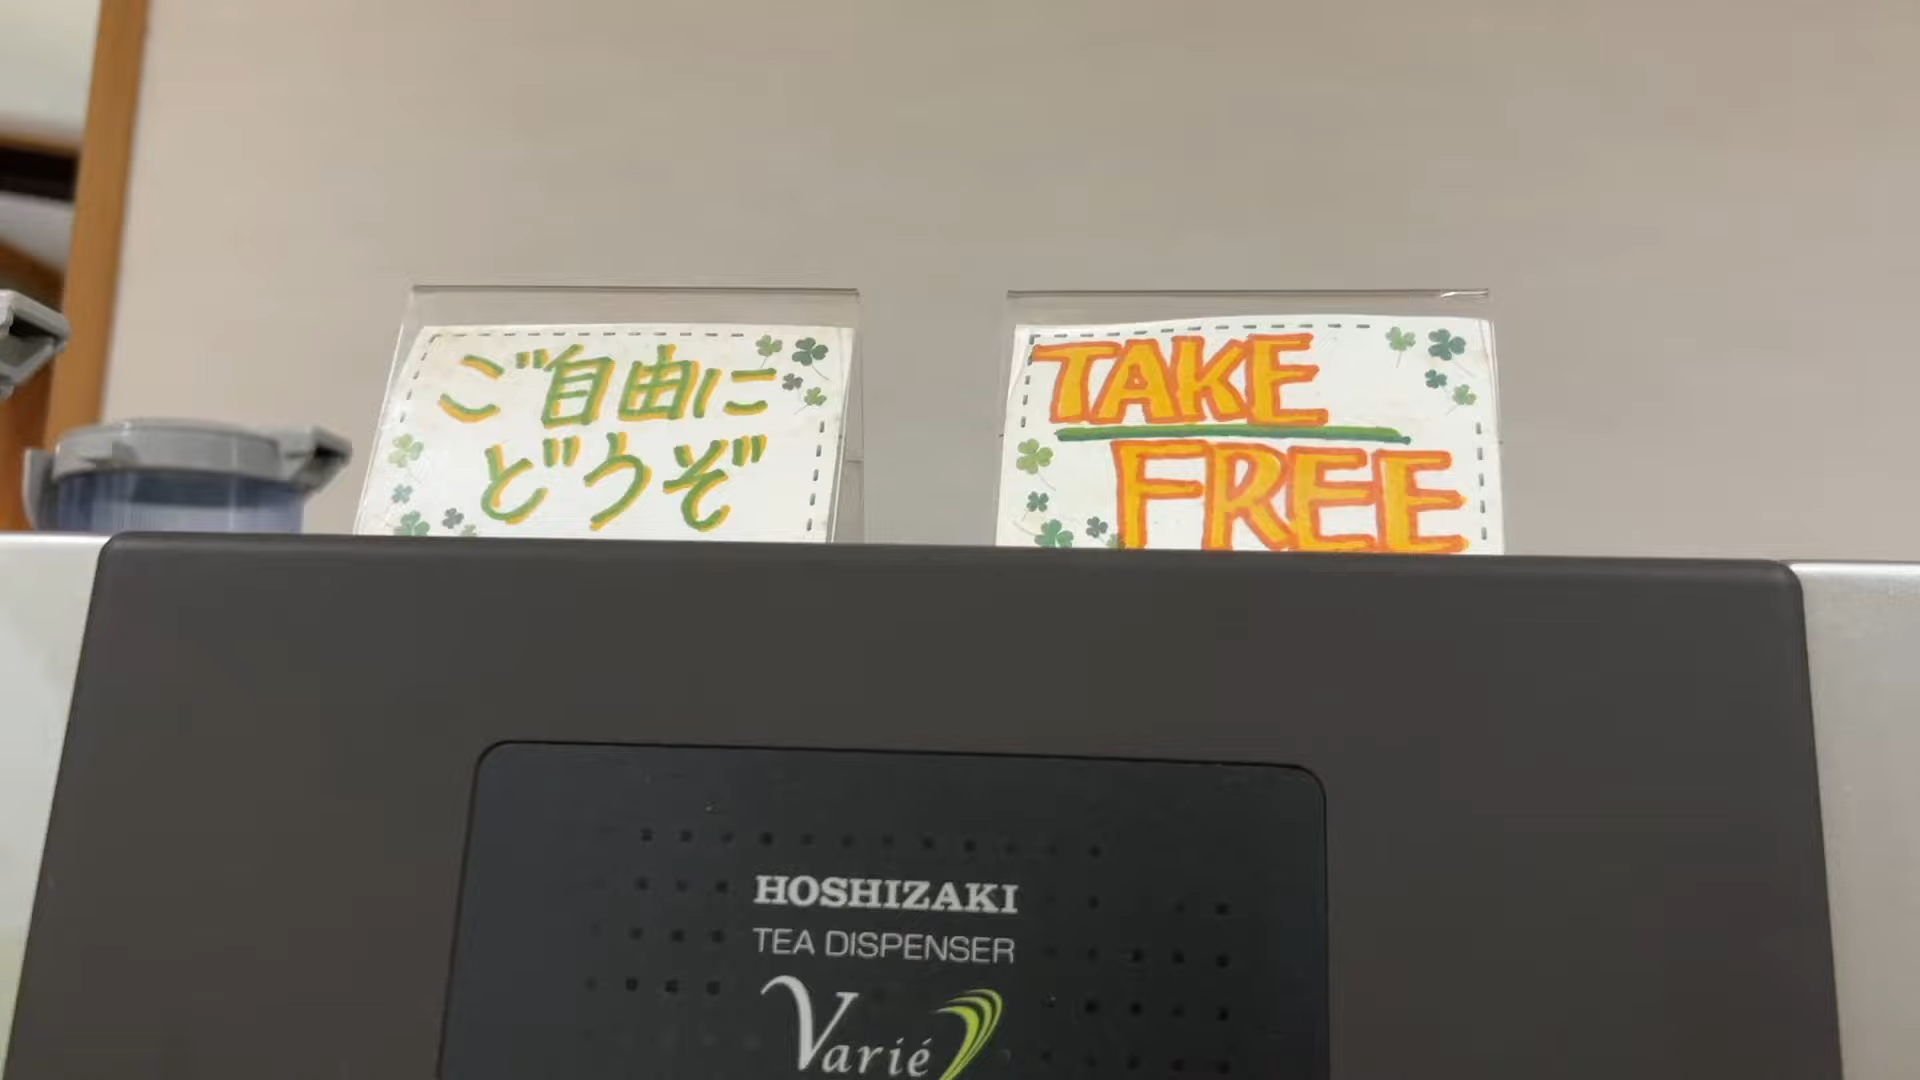 ご自由に
どうぞ
TAKE
FREE
HOSHIZAKI
TEA DISPENSER
Varié